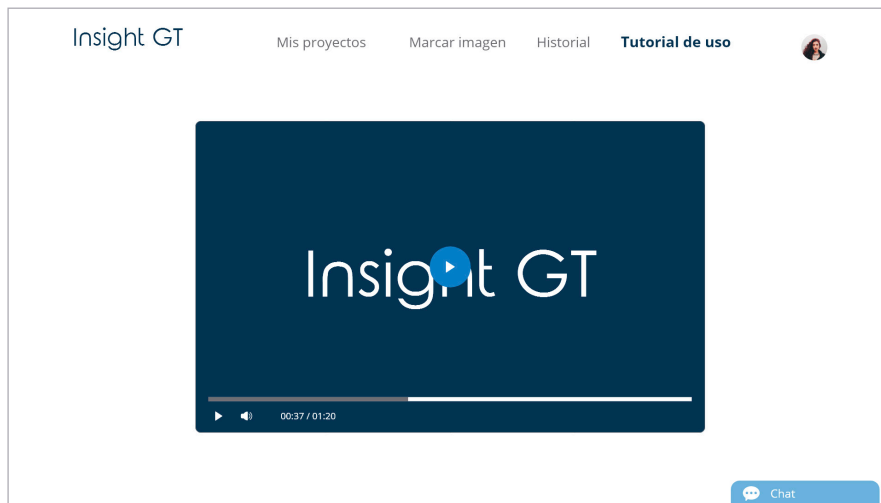 Insight GT
Mis proyectos Marcar imagen Historial Tutorial de uso
Insight GT
00:37 / 01:20
Chat